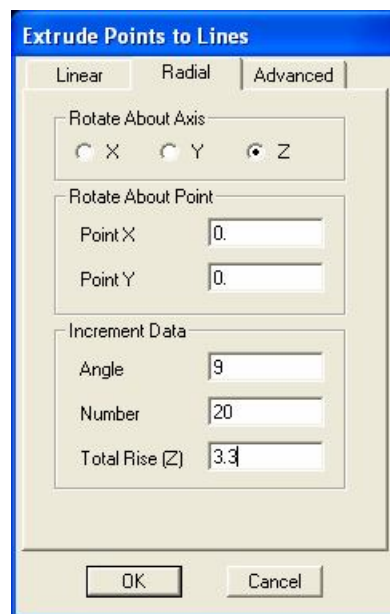 Extrude Points to Lines
Linear Radial Advanced
Rotate About Axis
X Y Z
Rotate About Point
Point X 0.
Point Y 0.
Increment Data
Angle 9
Number 20
Total Rise (Z) 3.3
OK Cancel